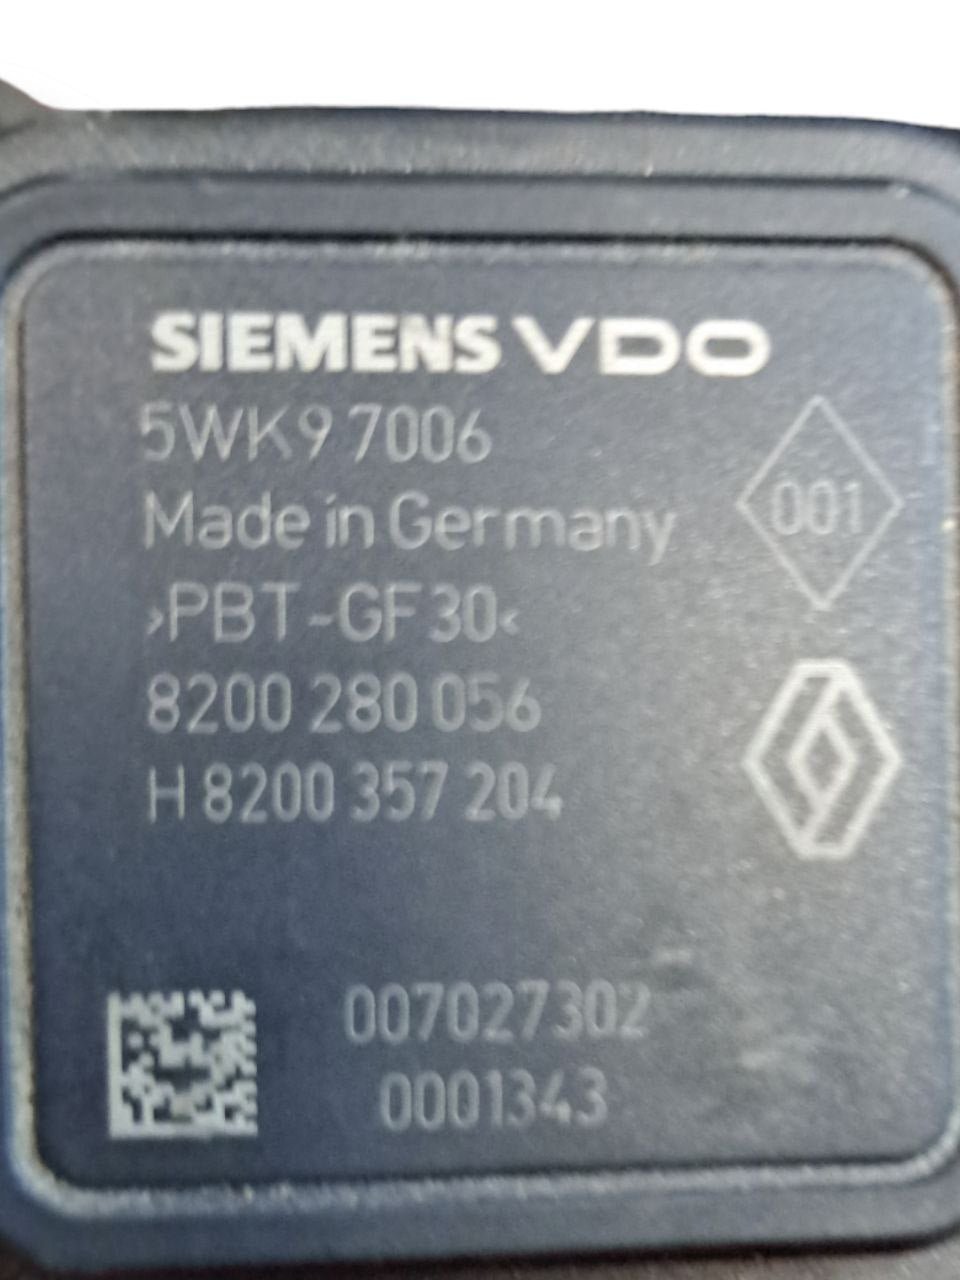 SIEMENS VDO
5WK9 7006
001
Made in Germany
>PBT-GF30<
8200 280 056
H 8200 357 204
007027302
0001343